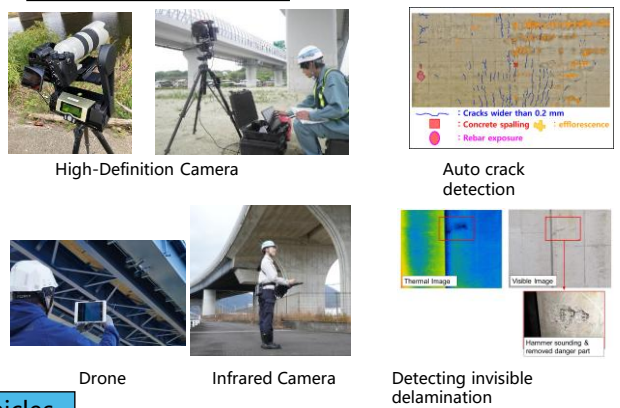 : Cracks wider than 0.2 mm
: Concrete spalling : efflorescence
: Rebar exposure
High-Definition Camera
Auto crack
detection
Thermal Image
Visible Image
Hammer sounding &
removed danger part
Drone
Infrared Camera
Detecting invisible
delamination